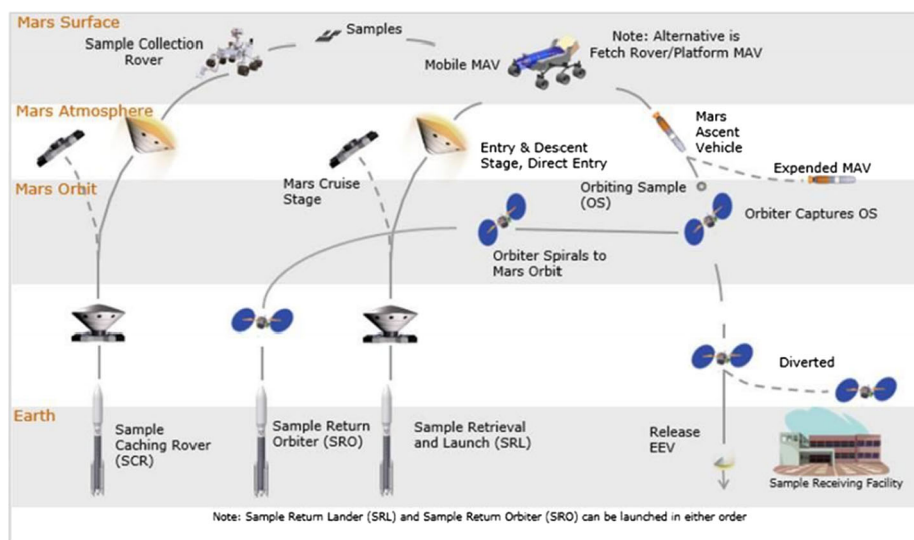 Mars Surface
Sample Collection
Rover
Samples
Mobile MAV
Note: Alternative is
Fetch Rover/Platform MAV
Mars Atmosphere
Mars
Ascent
Vehicle
Entry & Descent
Stage, Direct Entry
Expended MAV
Mars Orbit
Mars Cruise
Stage
Orbiting Sample
(OS)
Orbiter Captures OS
Orbiter Spirals to
Mars Orbit
Diverted
Earth
Sample
Caching Rover
(SCR)
Sample Return
Orbiter (SRO)
Sample Retrieval
and Launch (SRL)
Release
EEV
Sample Receiving Facility
Note: Sample Return Lander (SRL) and Sample Return Orbiter (SRO) can be launched in either order